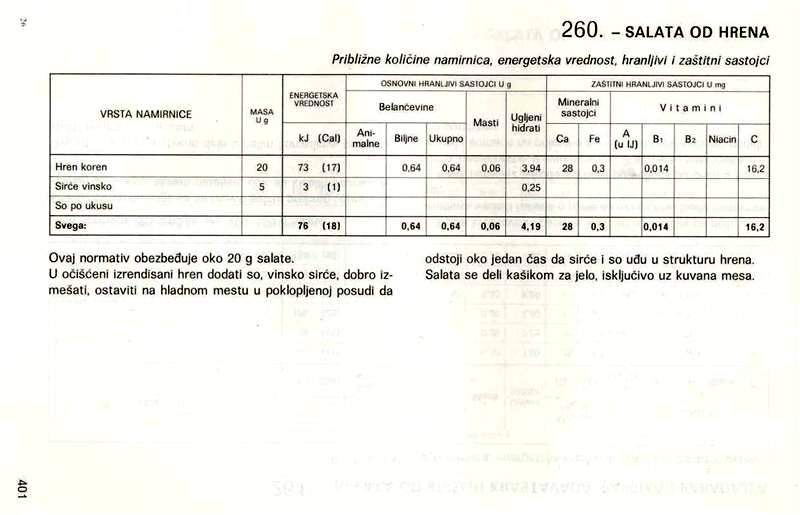 260. – SALATA OD HRENA
Približne količine namirnica, energetska vrednost, hranljivi i zaštitni sastojci
VRSTA NAMIRNICE MASA U g ENERGETSKA VREDNOST OSNOVNI HRANLJIVI SASTOJCI U g ZAŠTITNI HRANLJIVI SASTOJCI U mg
Belančevine Masti Ugljeni hidrati Mineralni sastojci Vitamini
kJ (Cal) Ani-malne Biljne Ukupno Ca Fe A (u IJ) B1 B2 Niacin C
Hren koren 20 73 (17) 0,64 0,64 0,06 3,94 28 0,3 0,014 16,2
Sirće vinsko 5 3 (1) 0,25
So po ukusu
Svega: 76 (18) 0,64 0,64 0,06 4,19 28 0,3 0,014 16,2
Ovaj normativ obezbeđuje oko 20 g salate.
U očišćeni izrendisani hren dodati so, vinsko sirće, dobro iz-
mešati, ostaviti na hladnom mestu u poklopljenoj posudi da
odstoji oko jedan čas da sirće i so uđu u strukturu hrena.
Salata se deli kašikom za jelo, isključivo uz kuvana mesa.
401